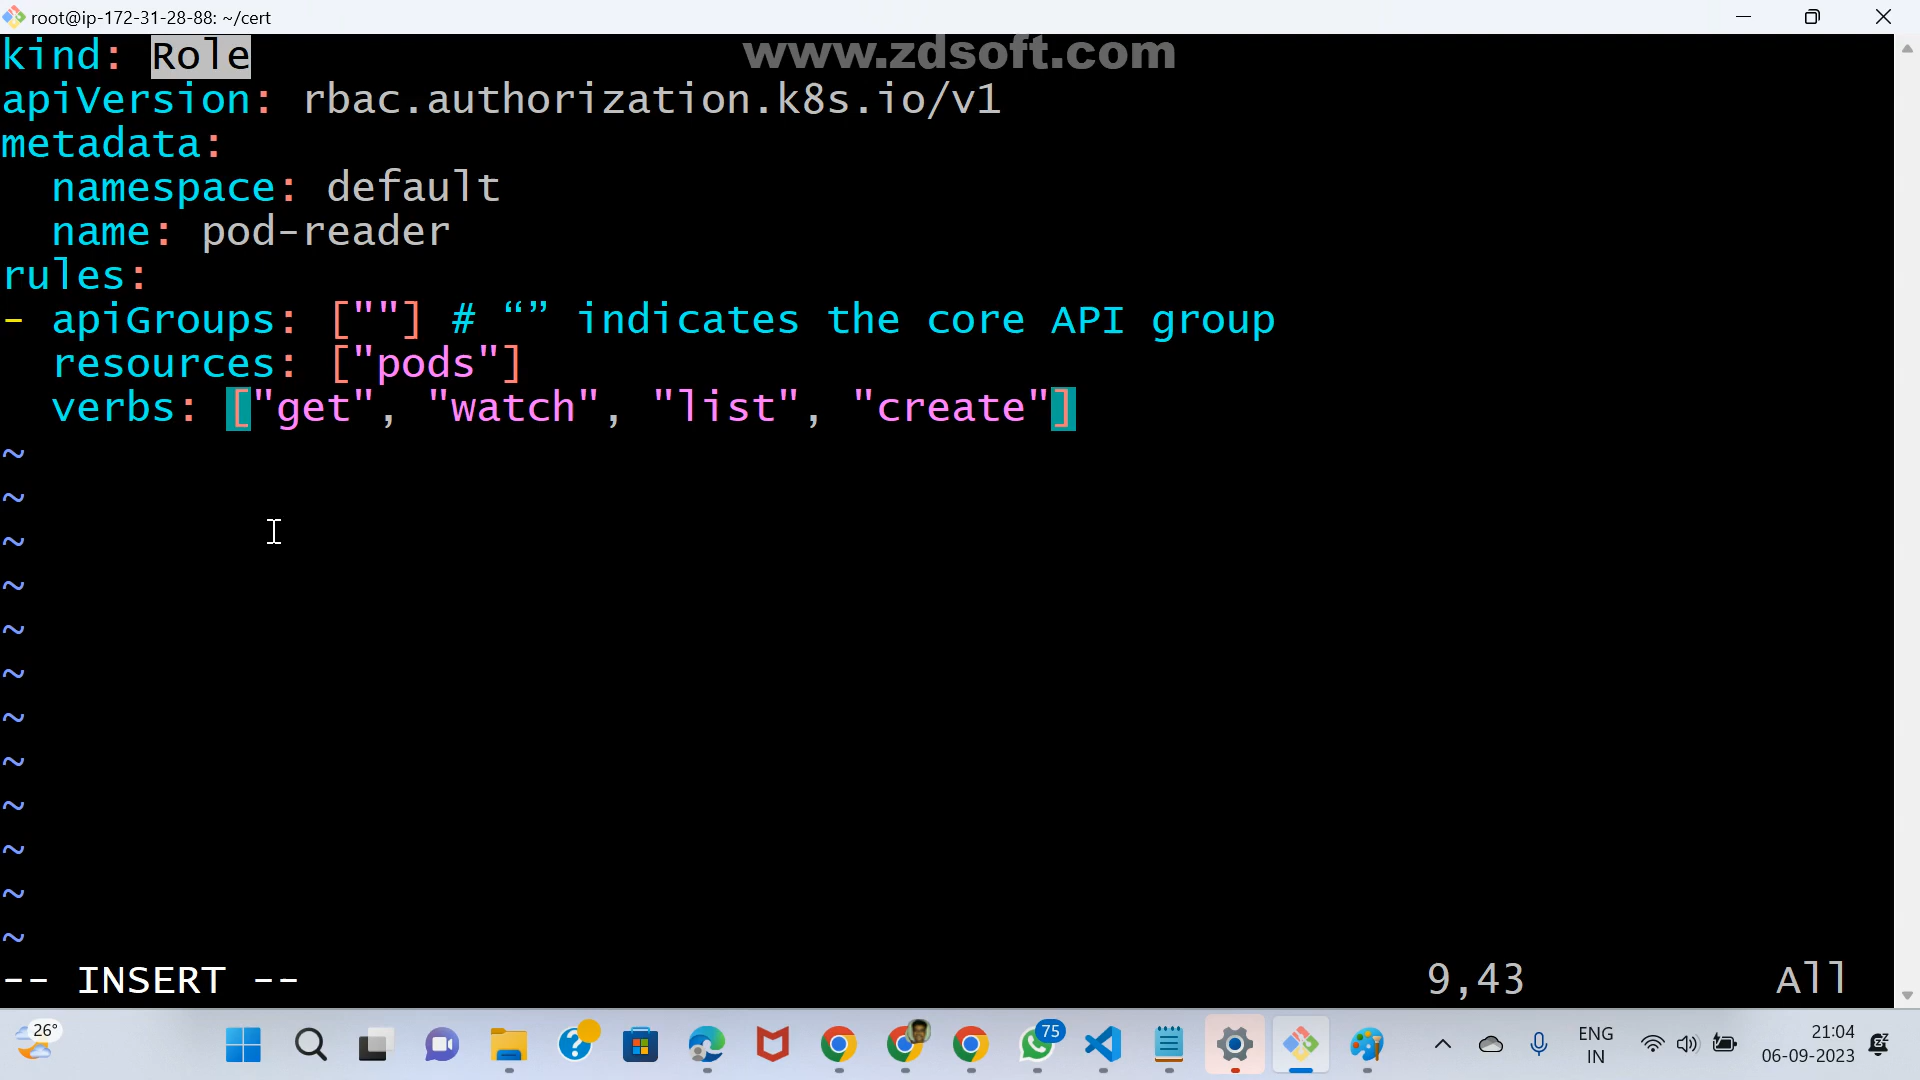 root@ip-172-31-28-88: ~/cert
www.zdsoft.com
kind: Role
apiVersion: rbac.authorization.k8s.io/v1
metadata:
  namespace: default
  name: pod-reader
rules:
- apiGroups: [""] # “” indicates the core API group
  resources: ["pods"]
  verbs: ["get", "watch", "list", "create"]
~
~
~
~
~
~
~
~
~
~
~
~
-- INSERT --                    9,43          All
26°
75
ENG
IN
21:04
06-09-2023